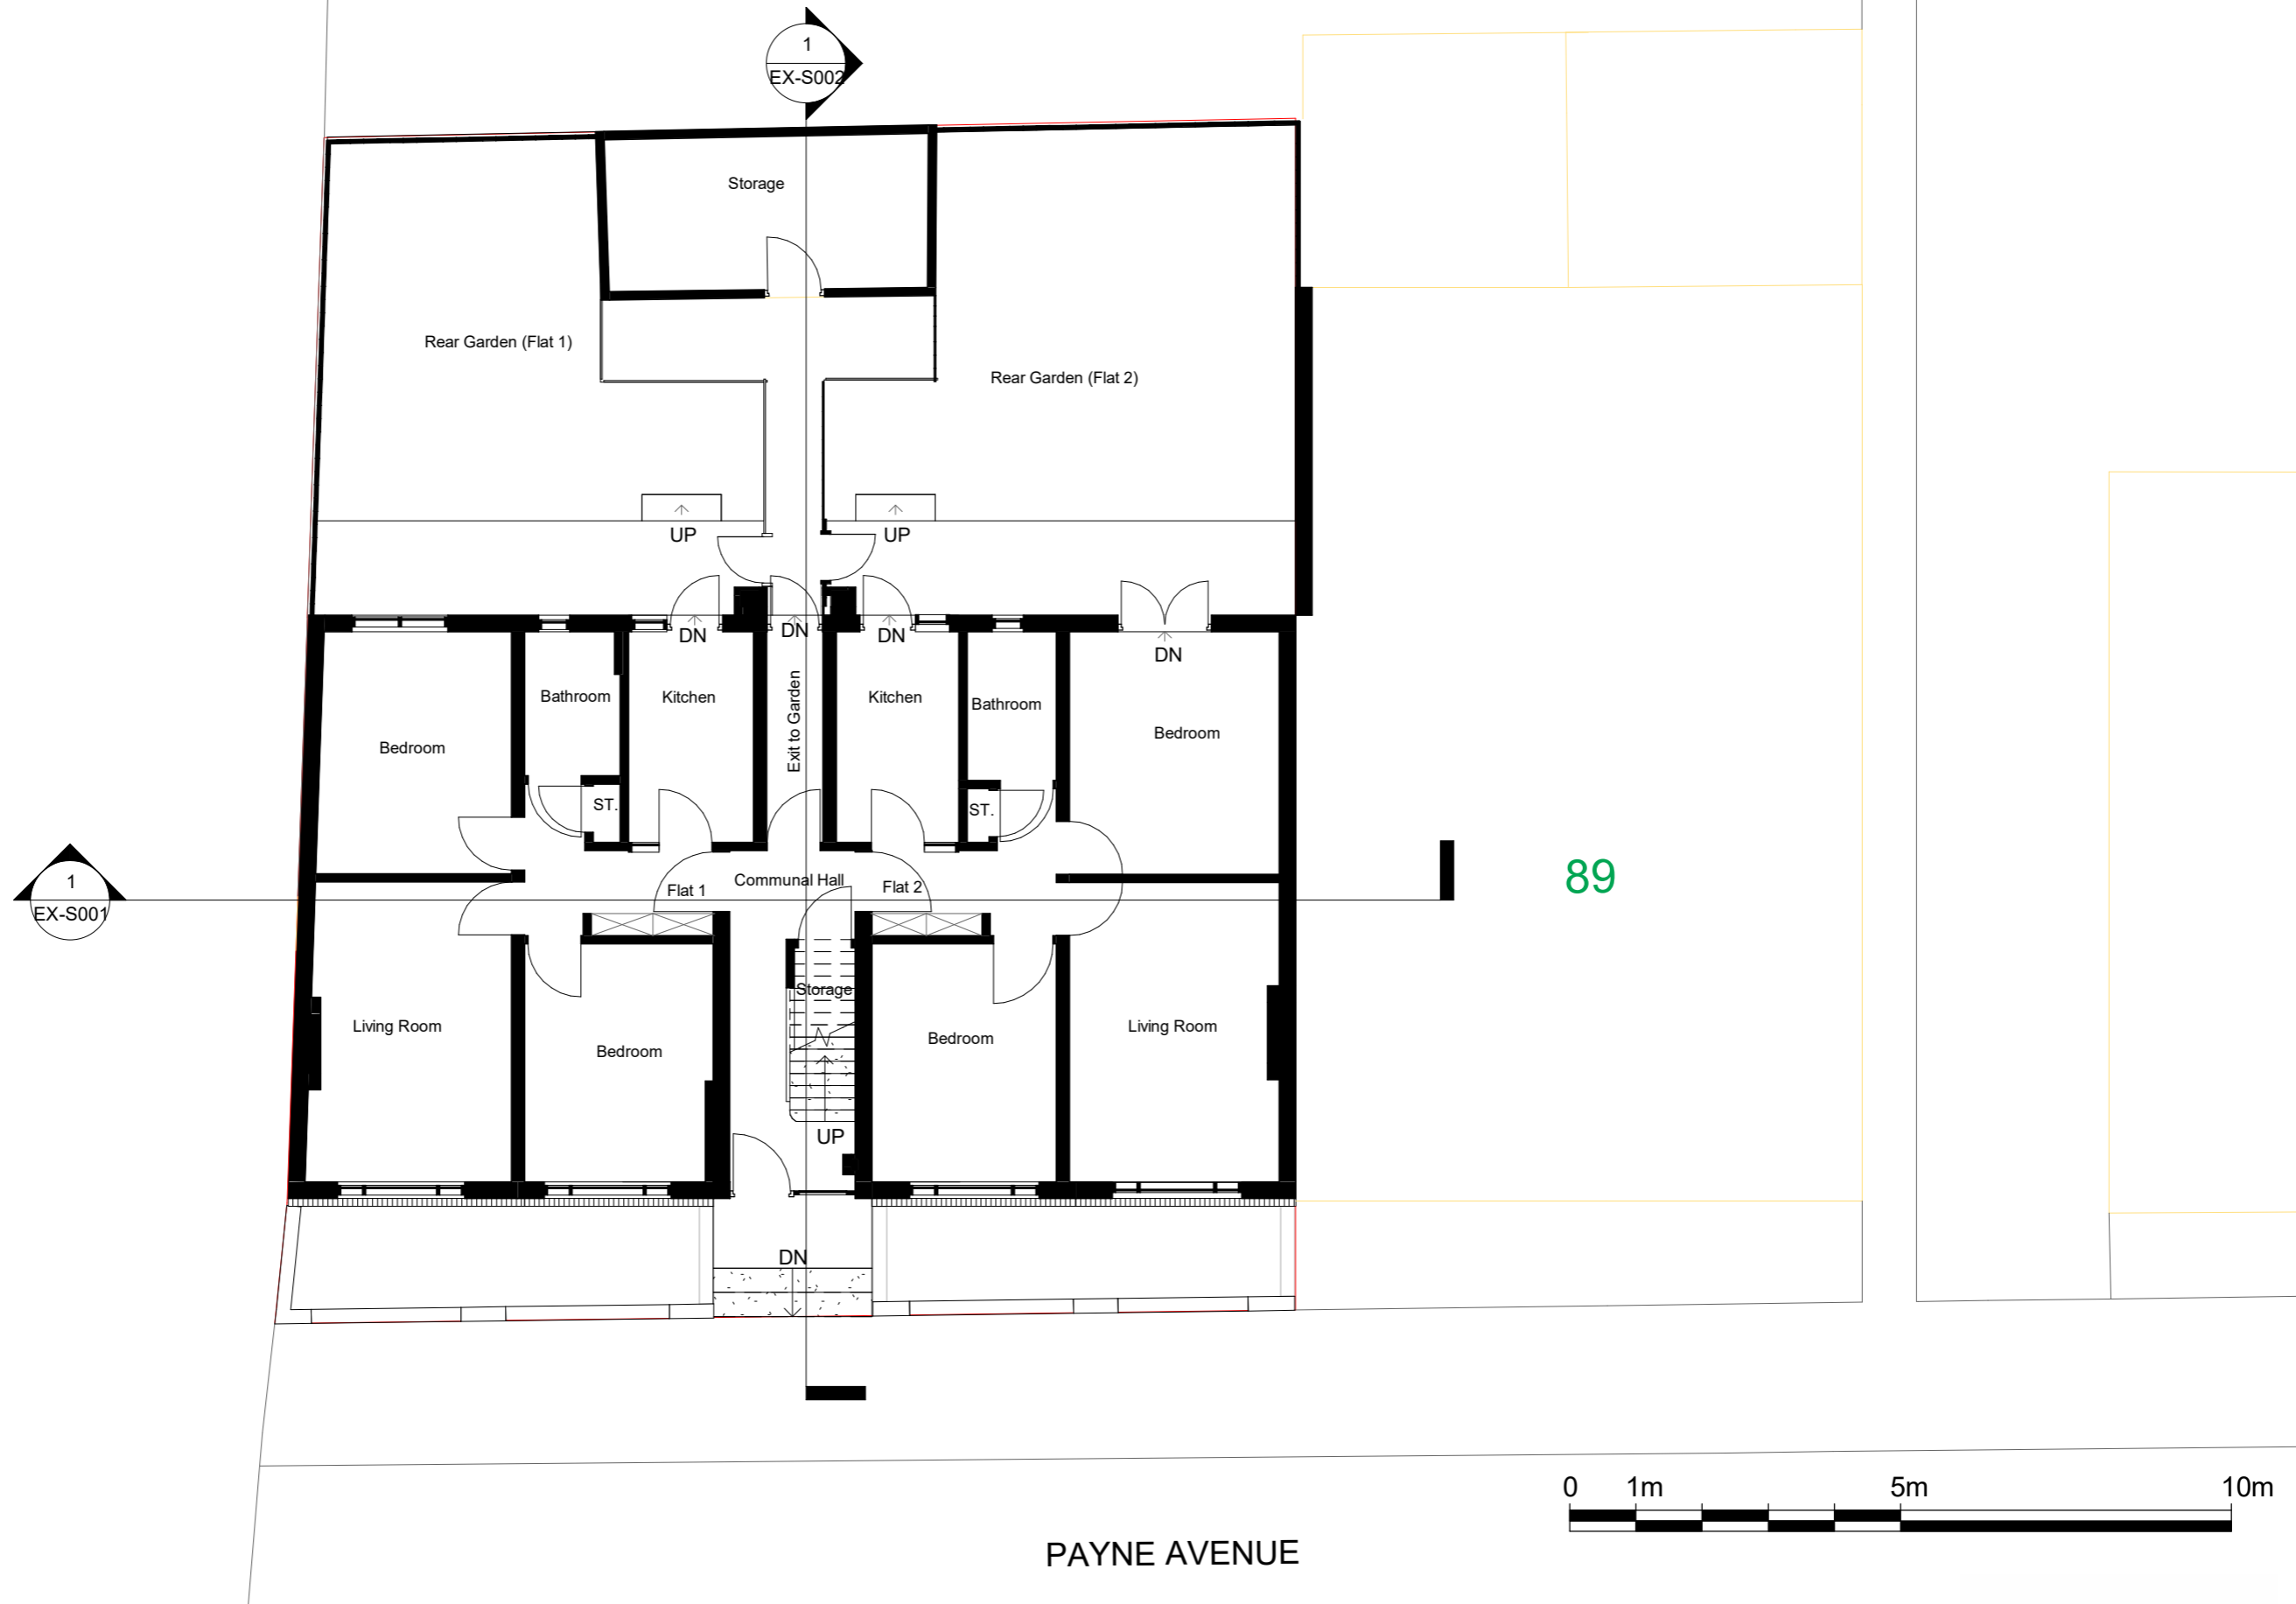 1
EX-S002
Storage
Rear Garden (Flat 1)
Rear Garden (Flat 2)
UP
UP
DN
DN
DN
DN
Bathroom
Kitchen
Exit to Garden
Kitchen
Bathroom
Bedroom
Bedroom
ST.
ST.
1
EX-S001
Flat 1
Communal Hall
Flat 2
89
Storage
Living Room
Bedroom
Bedroom
Living Room
UP
DN
0 1m 5m 10m
PAYNE AVENUE